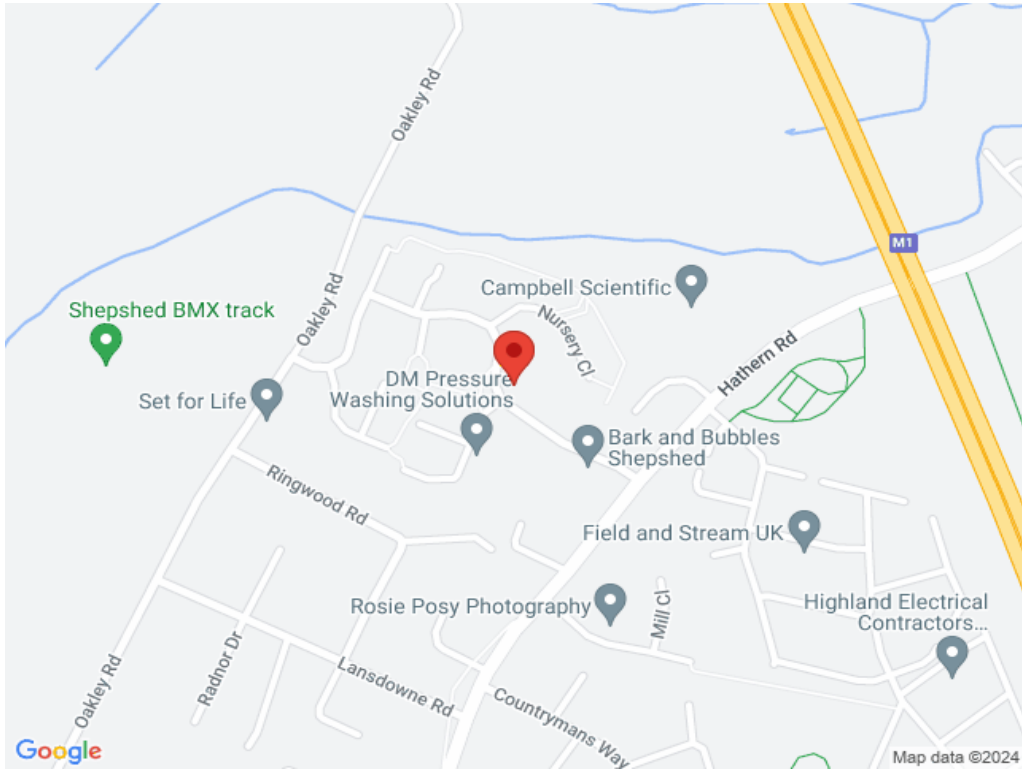 Oakley Rd
M1
Campbell Scientific
Oakley Rd
Nursery Cl
Shepshed BMX track
Hathern Rd
DM Pressure
Washing Solutions
Set for Life
Bark and Bubbles
Shepshed
Ringwood Rd
Field and Stream UK
Rosie Posy Photography
Mill Cl
Highland Electrical
Contractors...
Radnor Dr
Oakley Rd
Lansdowne Rd
Countrymans Way
Google
Map data ©2024